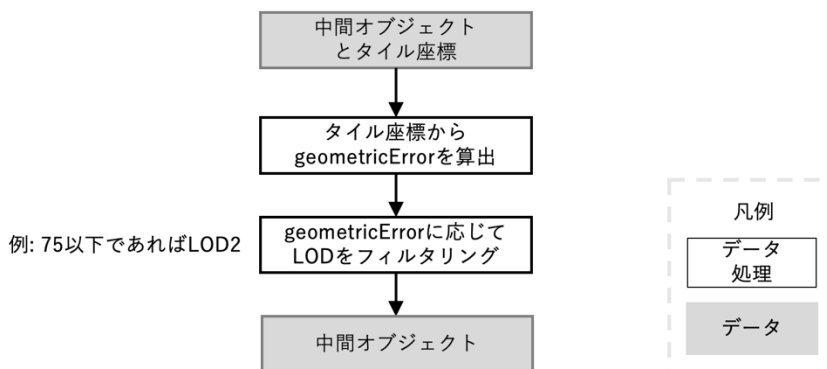 中間オブジェクト
とタイル座標
タイル座標から
geometricErrorを算出
例: 75以下であればLOD2
geometricErrorに応じて
LODをフィルタリング
中間オブジェクト
凡例
データ
処理
データ